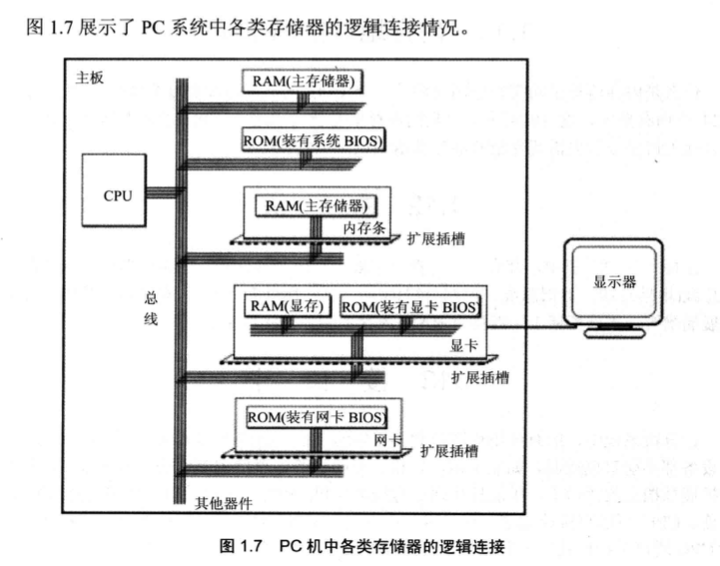 图 1.7 展示了 PC 系统中各类存储器的逻辑连接情况。
主板
RAM(主存储器)
ROM(装有系统 BIOS)
CPU
RAM(主存储器)
内存条
扩展插槽
总线
RAM(显存)
ROM(装有显卡 BIOS)
显卡
扩展插槽
显示器
ROM(装有网卡 BIOS)
网卡
扩展插槽
其他器件
图 1.7 PC 机中各类存储器的逻辑连接